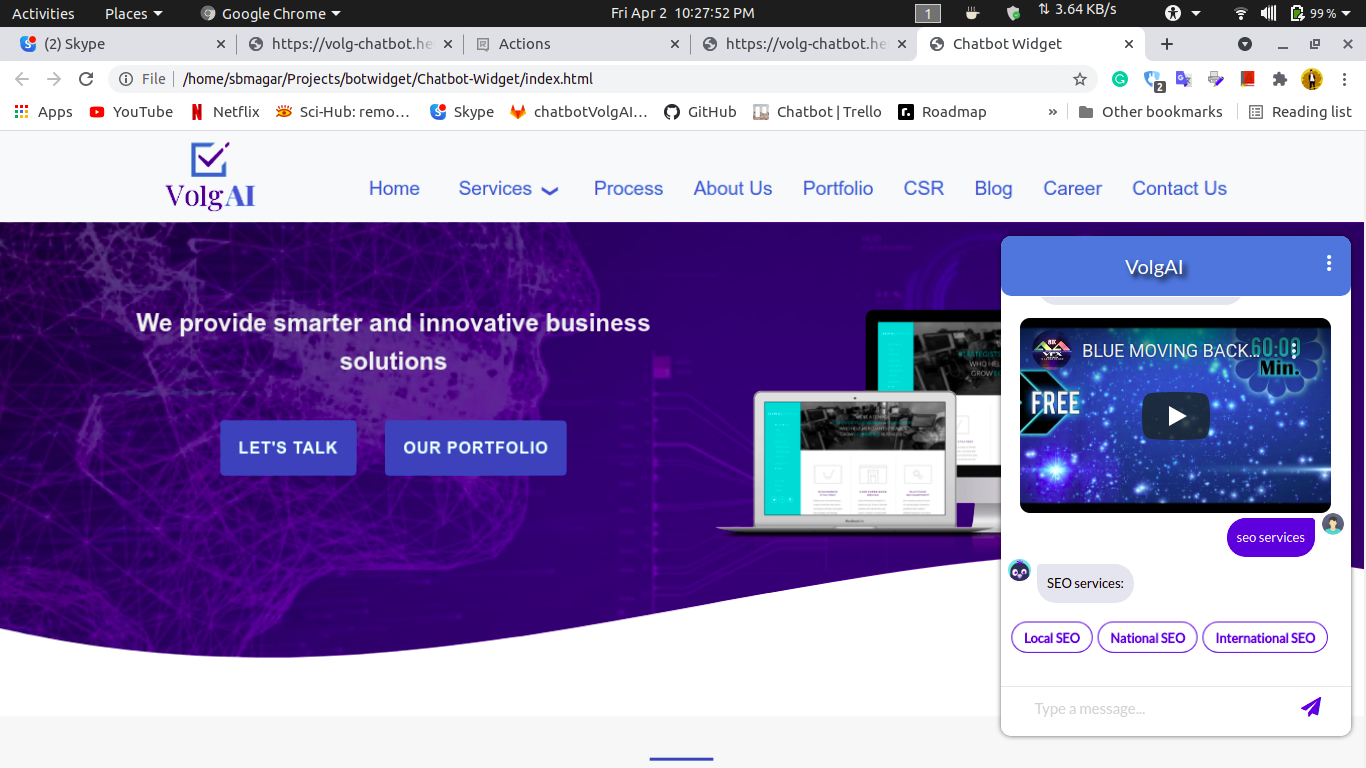 Activities Places Google Chrome Fri Apr 2 10:27:52 PM 1 3.64 KB/s 99 %
(2) Skype https://volg-chatbot.he Actions https://volg-chatbot.he Chatbot Widget
File /home/sbmagar/Projects/botwidget/Chatbot-Widget/index.html 2
Apps YouTube Netflix Sci-Hub: remo… Skype chatbotVolgAI… GitHub Chatbot | Trello Roadmap » Other bookmarks Reading list
VolgAI
Home Services Process About Us Portfolio CSR Blog Career Contact Us
We provide smarter and innovative business
solutions
LET'S TALK OUR PORTFOLIO
VolgAI
BLUE MOVING BACK…
60:00
Min.
FREE
seo services
SEO services:
Local SEO National SEO International SEO
Type a message...